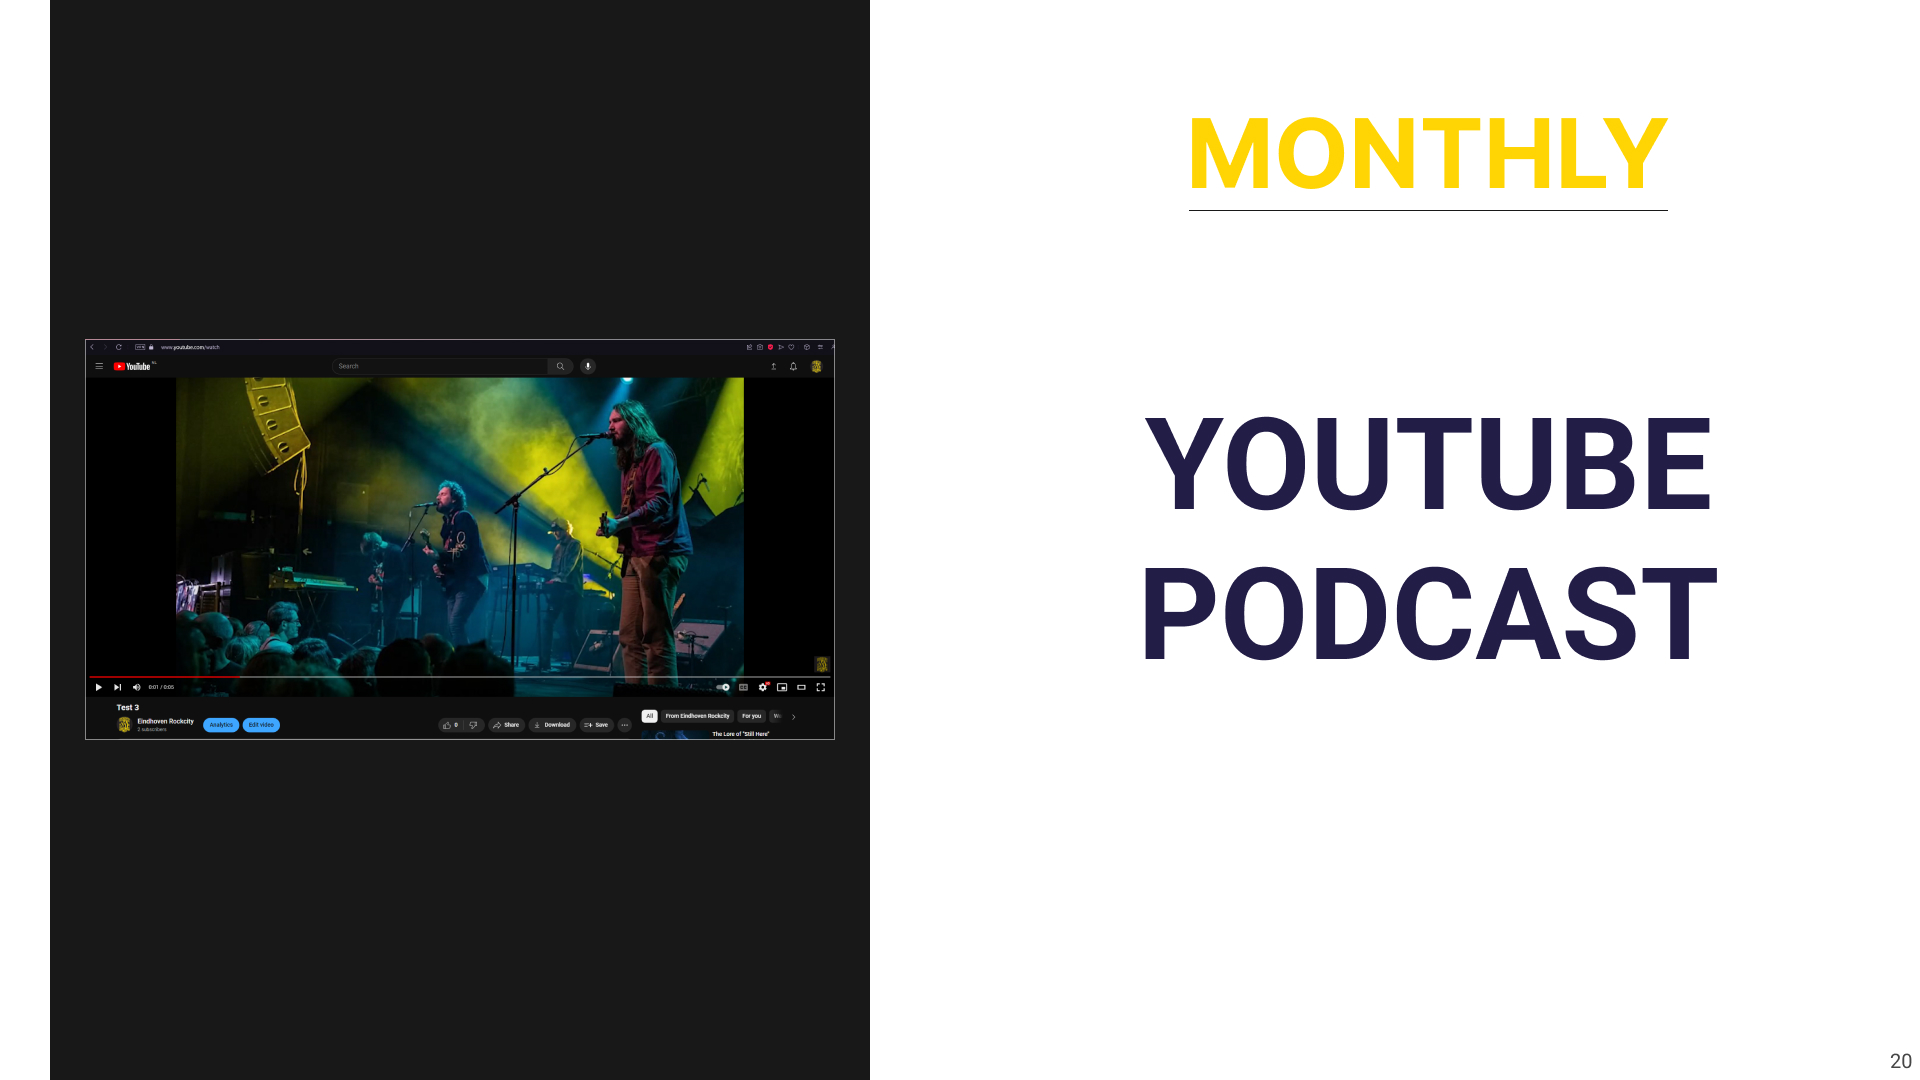 MONTHLY
YOUTUBE
PODCAST
www.youtube.com/watch
YouTube NL
Search
0:01 / 0:05
Test 3
Eindhoven Rockcity
2 subscribers
Analytics
Edit video
0
Share
Download
Save
All
From Eindhoven Rockcity
For you
The Lore of "Still Here"
20